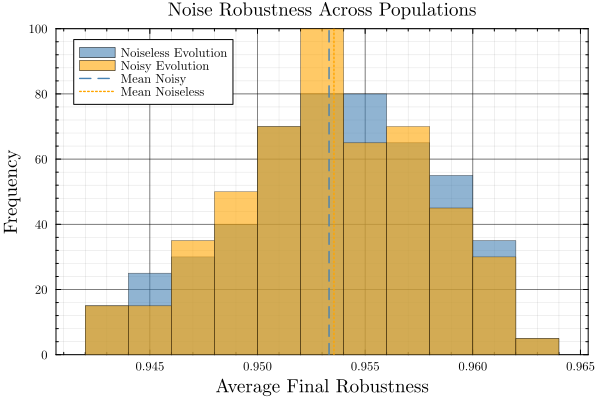 Noise Robustness Across Populations
100
80
60
40
20
0
Frequency
Noiseless Evolution
Noisy Evolution
Mean Noisy
Mean Noiseless
0.945 0.950 0.955 0.960 0.965
Average Final Robustness